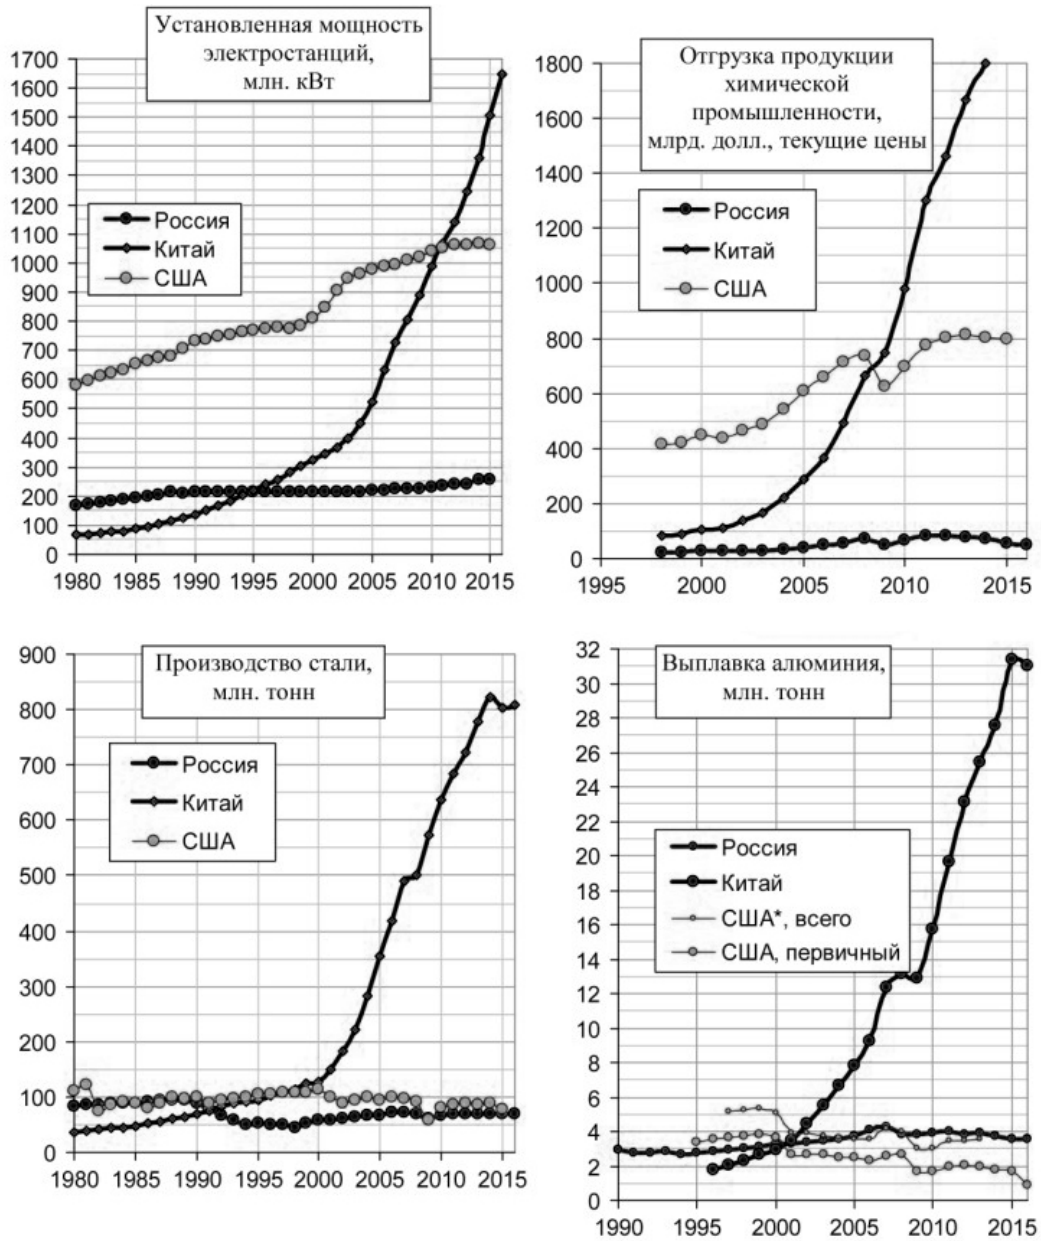 Установленная мощность
электростанций,
млн. кВт
1700
1600
1500
1400
1300
1200
1100
1000
900
800
700
600
500
400
300
200
100
0
Россия
Китай
США
1980 1985 1990 1995 2000 2005 2010 2015
Отгрузка продукции
химической
промышленности,
млрд. долл., текущие цены
1800
1600
1400
1200
1000
800
600
400
200
0
Россия
Китай
США
1995 2000 2005 2010 2015
Производство стали,
млн. тонн
900
800
700
600
500
400
300
200
100
0
Россия
Китай
США
1980 1985 1990 1995 2000 2005 2010 2015
Выплавка алюминия,
млн. тонн
32
30
28
26
24
22
20
18
16
14
12
10
8
6
4
2
0
Россия
Китай
США*, всего
США, первичный
1990 1995 2000 2005 2010 2015